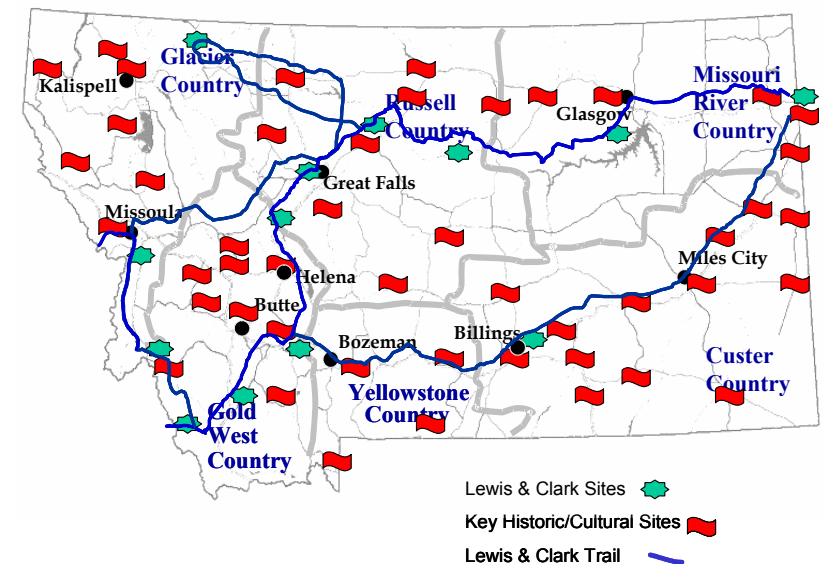 Glacier
Country
Kalispell
Missouri
River
Country
Russell
Country
Glasgow
Great Falls
Missoula
Helena
Miles City
Butte
Bozeman
Billings
Custer
Country
Yellowstone
Country
Gold
West
Country
Lewis & Clark Sites
Key Historic/Cultural Sites
Lewis & Clark Trail